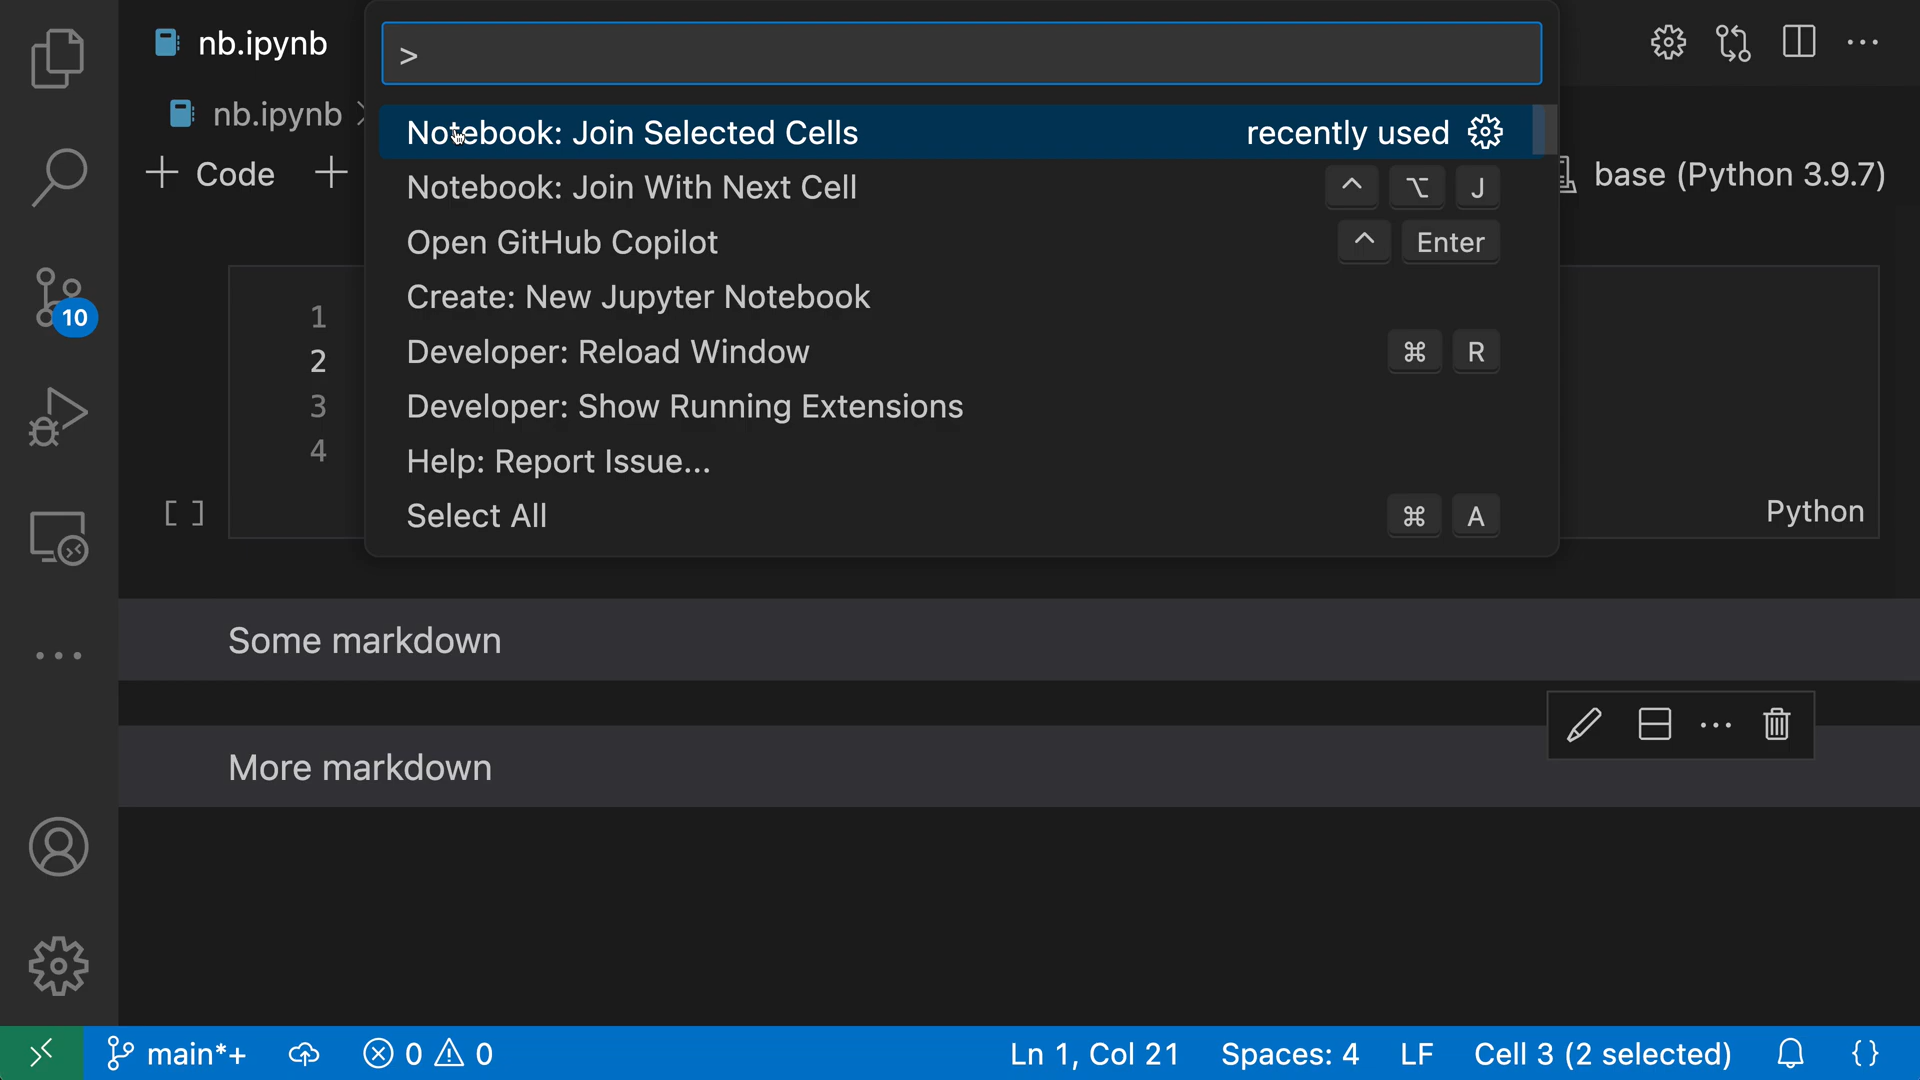 nb.ipynb
>
nb.ipynb >
Notebook: Join Selected Cells recently used
+ Code +
Notebook: Join With Next Cell ^ ⌥ J
base (Python 3.9.7)
Open GitHub Copilot ^ Enter
Create: New Jupyter Notebook
Developer: Reload Window ⌘ R
Developer: Show Running Extensions
Help: Report Issue...
Select All ⌘ A
1
2
3
4
10
[ ]
Python
Some markdown
More markdown
main*+ 0 0 Ln 1, Col 21 Spaces: 4 LF Cell 3 (2 selected) {}